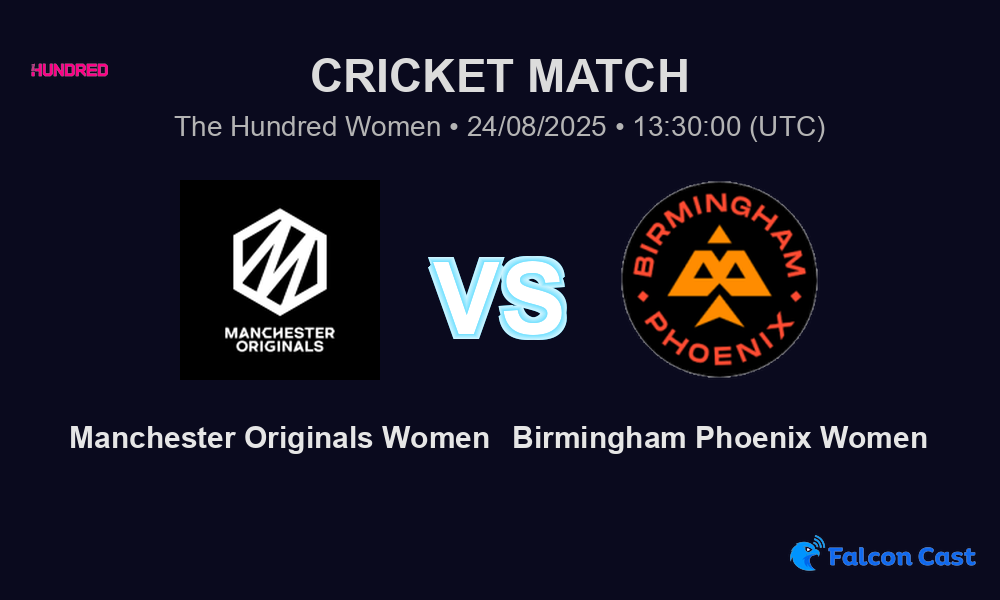 HUNDRED
CRICKET MATCH
The Hundred Women • 24/08/2025 • 13:30:00 (UTC)
MANCHESTER
ORIGINALS
VS
BIRMINGHAM
PHOENIX
Manchester Originals Women
Birmingham Phoenix Women
Falcon Cast